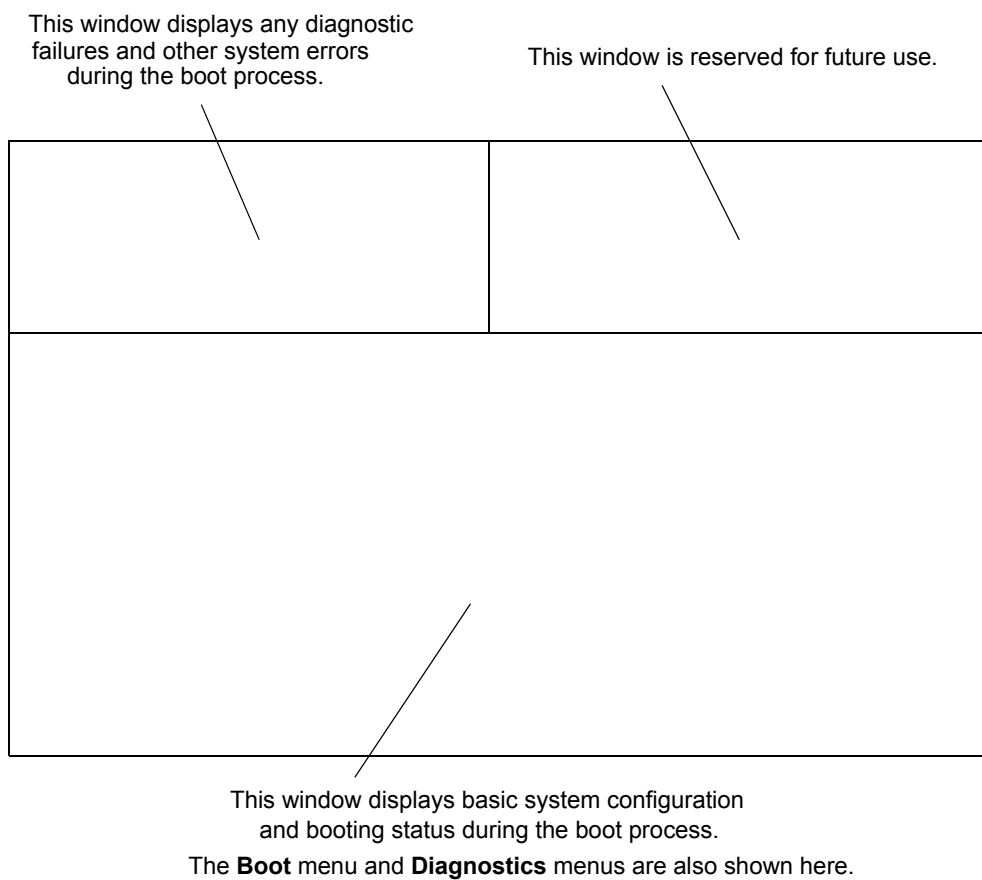 This window displays any diagnostic
failures and other system errors
during the boot process.
This window is reserved for future use.
This window displays basic system configuration
and booting status during the boot process.
The Boot menu and Diagnostics menus are also shown here.